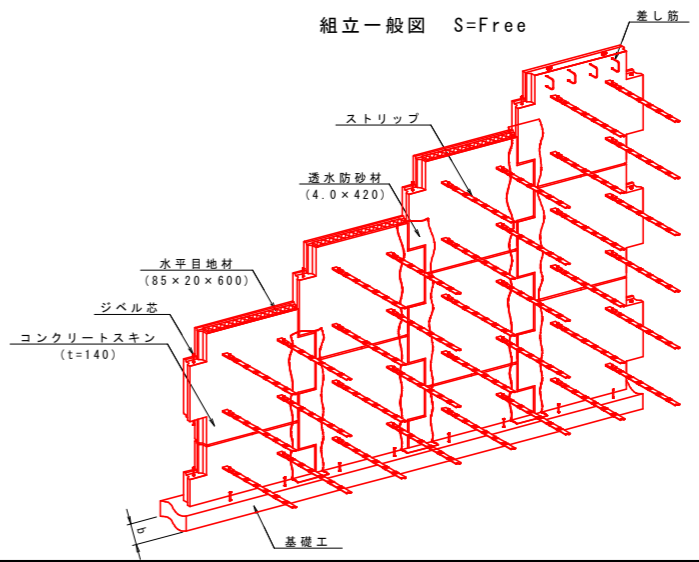 組立一般図 S=Free
差し筋
ストリップ
透水防砂材
(4.0×420)
水平目地材
(85×20×600)
ジベル芯
コンクリートスキン
(t=140)
基礎工
b